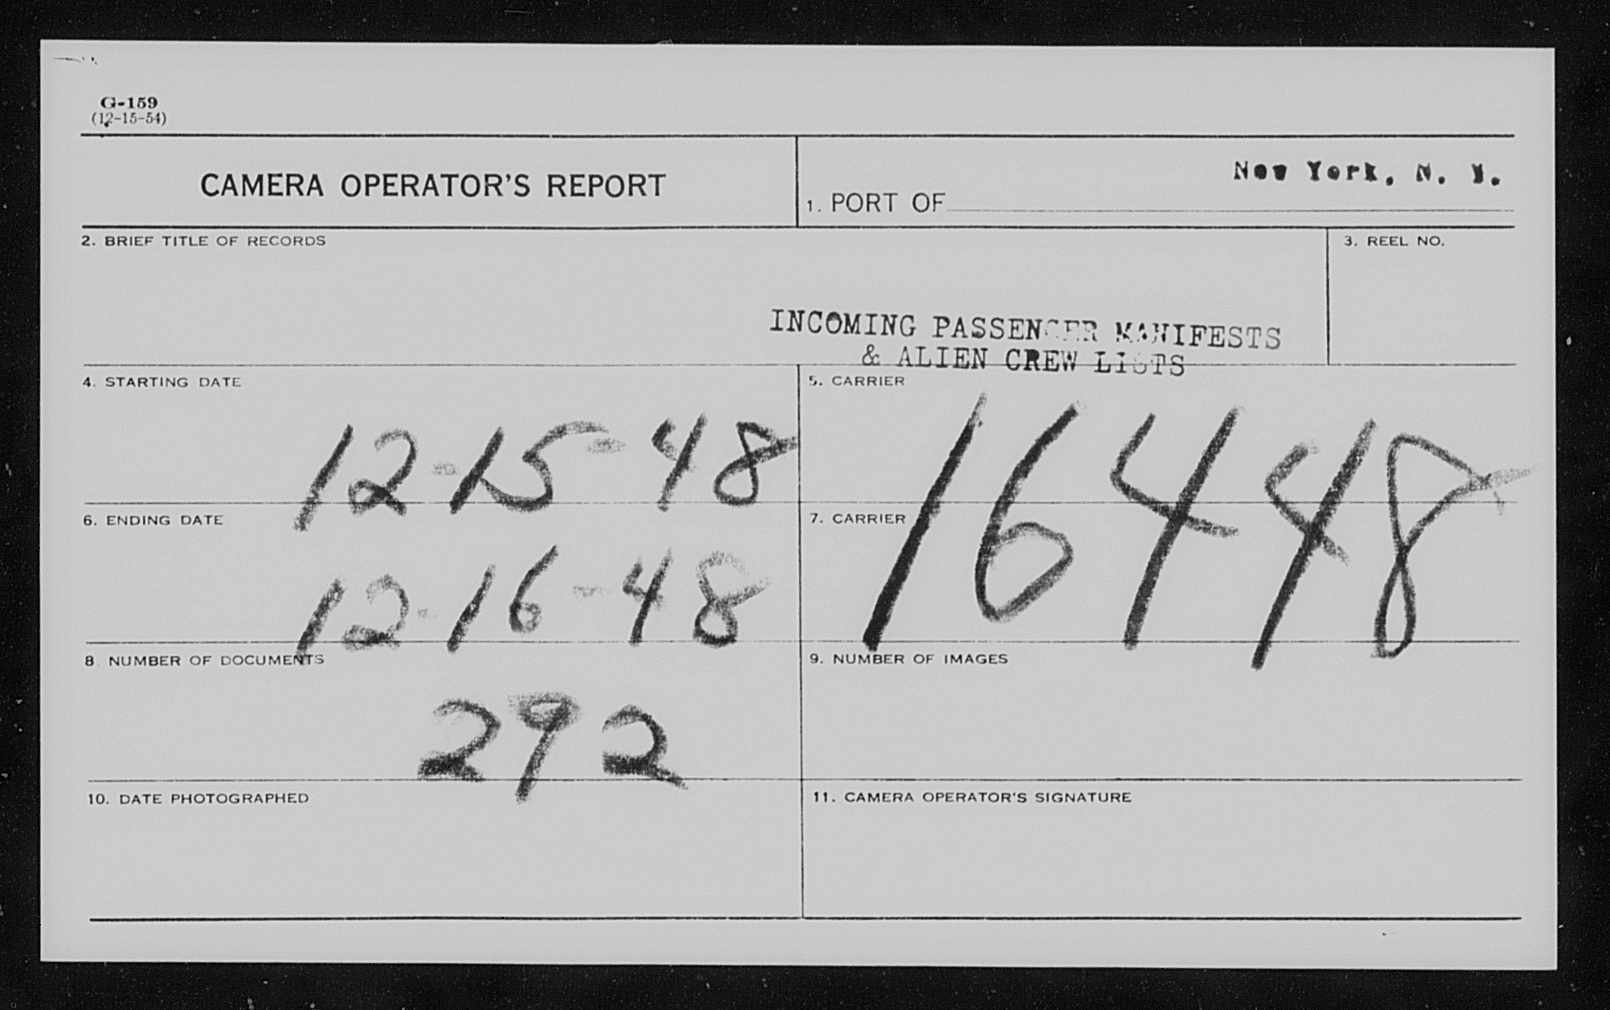 G-159
(12-15-54)
CAMERA OPERATOR'S REPORT
1. PORT OF New York, N. Y.
2. BRIEF TITLE OF RECORDS
3. REEL NO.
INCOMING PASSENGER MANIFESTS
& ALIEN CREW LISTS
4. STARTING DATE
12-15-48
5. CARRIER
16448
6. ENDING DATE
12-16-48
7. CARRIER
8. NUMBER OF DOCUMENTS
292
9. NUMBER OF IMAGES
10. DATE PHOTOGRAPHED
11. CAMERA OPERATOR'S SIGNATURE